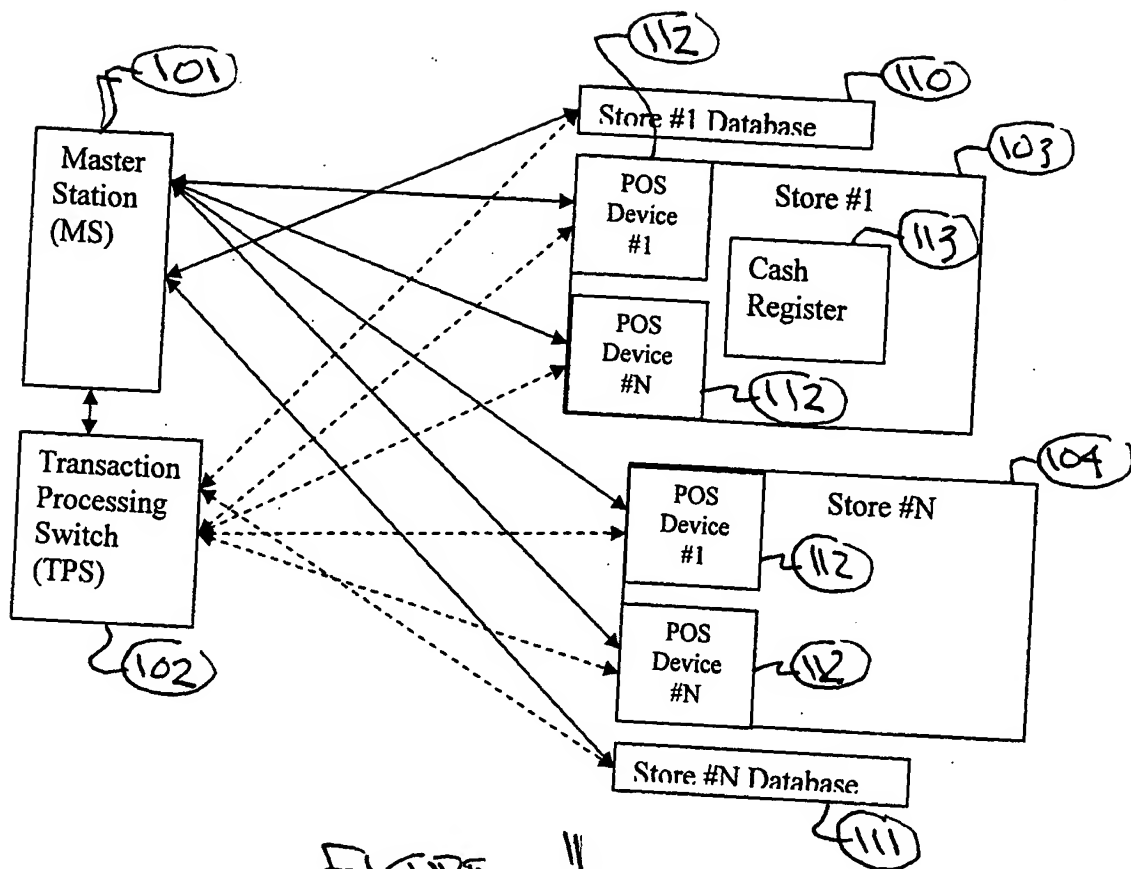 101
112
110
Store #1 Database
103
Master
Station
(MS)
POS
Device
#1
Store #1
113
Cash
Register
POS
Device
#N
112
Transaction
Processing
Switch
(TPS)
102
104
POS
Device
#1
Store #N
112
POS
Device
#N
112
Store #N Database
111